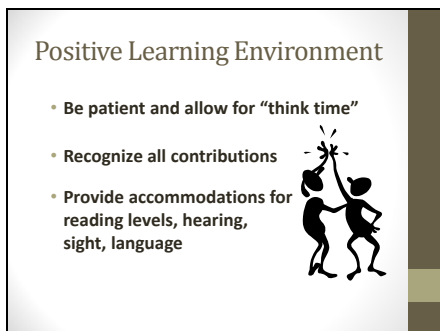 Positive Learning Environment
• Be patient and allow for “think time”
• Recognize all contributions
• Provide accommodations for
reading levels, hearing,
sight, language